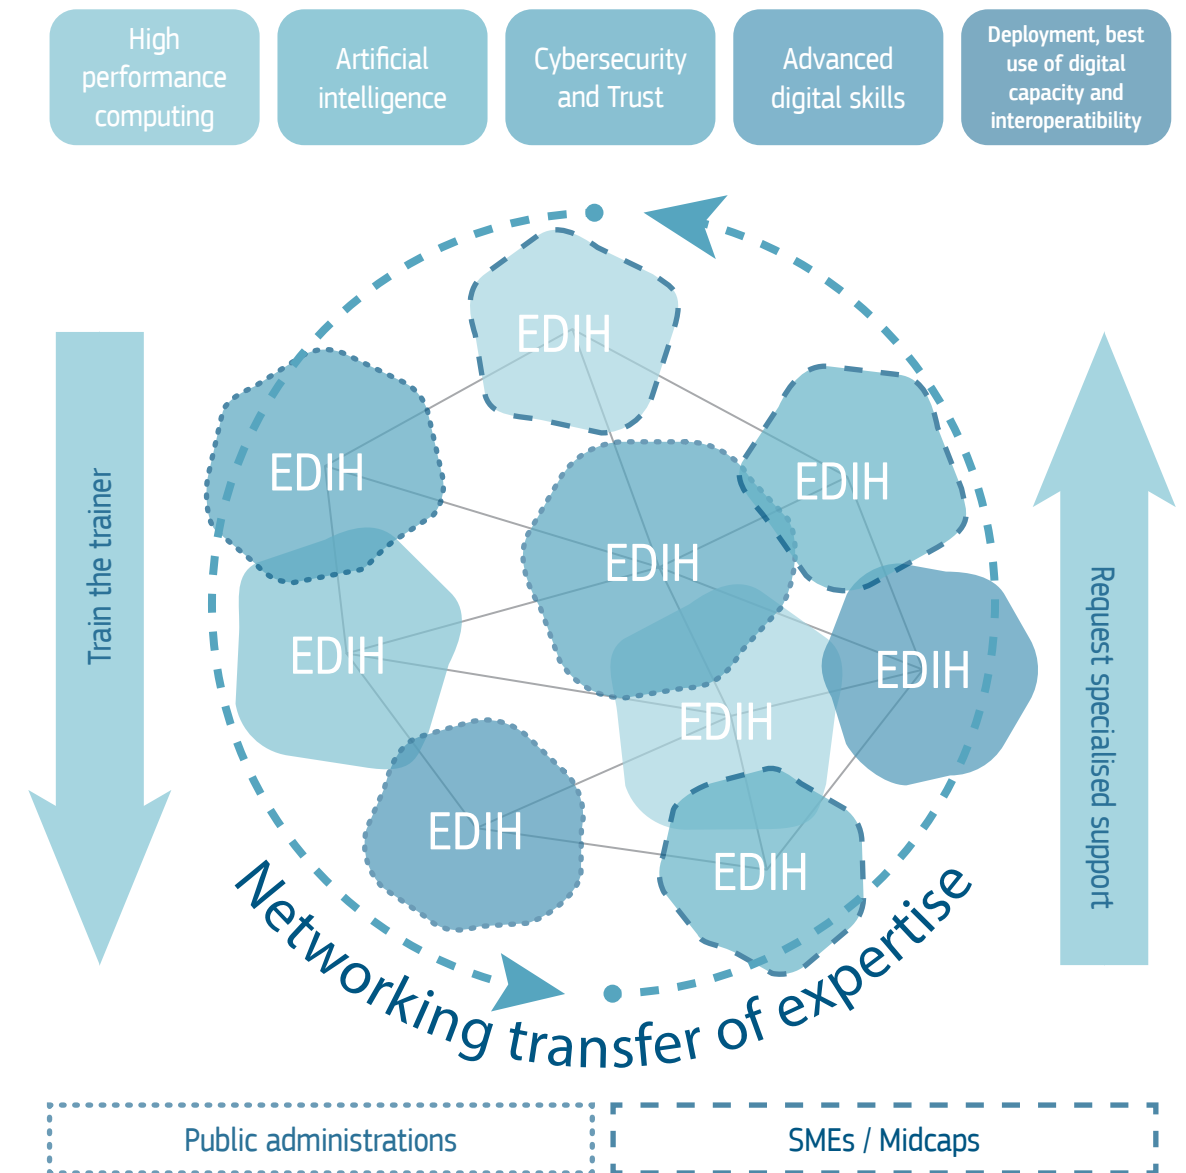 High
performance
computing
Artificial
intelligence
Cybersecurity
and Trust
Advanced
digital skills
Deployment, best
use of digital
capacity and
interoperatibility
EDIH
EDIH
EDIH
EDIH
EDIH
EDIH
EDIH
EDIH
EDIH
Train the trainer
Request specialised support
Networking transfer of expertise
Public administrations
SMEs / Midcaps